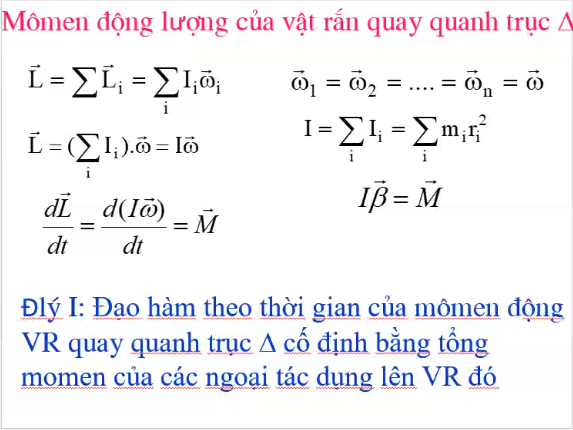 Mômen động lượng của vật rắn quay quanh trục Δ
L⃗ = ∑ L⃗ᵢ = ∑ᵢ Iᵢω⃗ᵢ
ω⃗₁ = ω⃗₂ = .... = ω⃗ₙ = ω⃗
L⃗ = (∑ᵢ Iᵢ).ω⃗ = Iω⃗
I = ∑ᵢ Iᵢ = ∑ᵢ mᵢrᵢ²
dL⃗/dt = d(Iω⃗)/dt = M⃗
Iβ⃗ = M⃗
Đlý I: Đạo hàm theo thời gian của mômen động
VR quay quanh trục Δ cố định bằng tổng
momen của các ngoại tác dụng lên VR đó